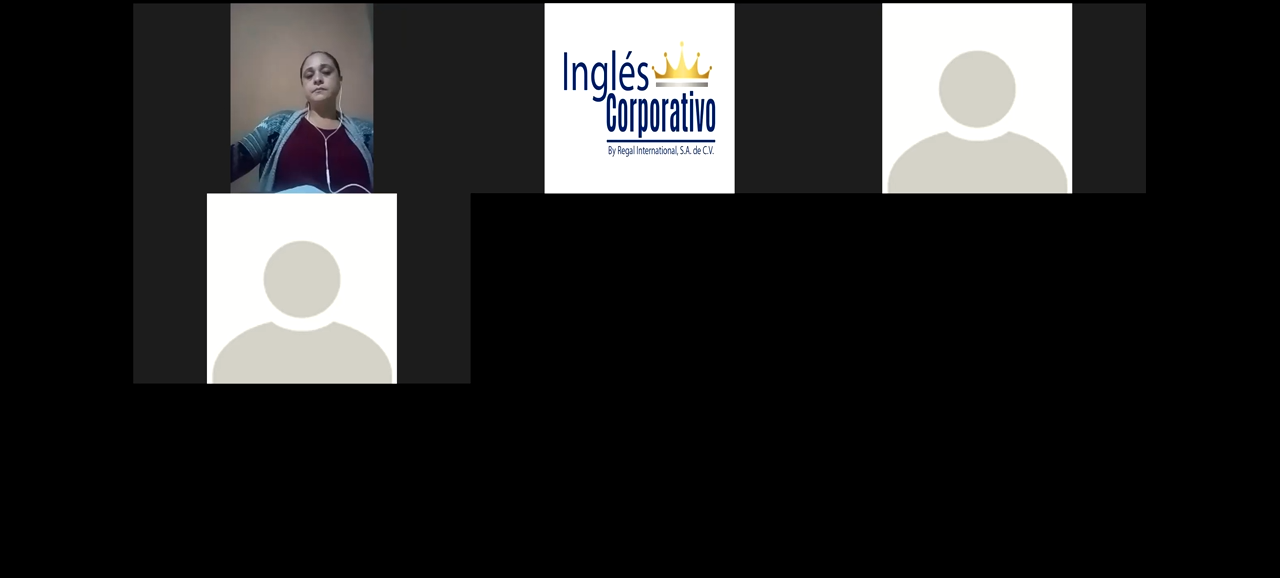 Inglés
Corporativo
By Regal International, S.A. de C.V.